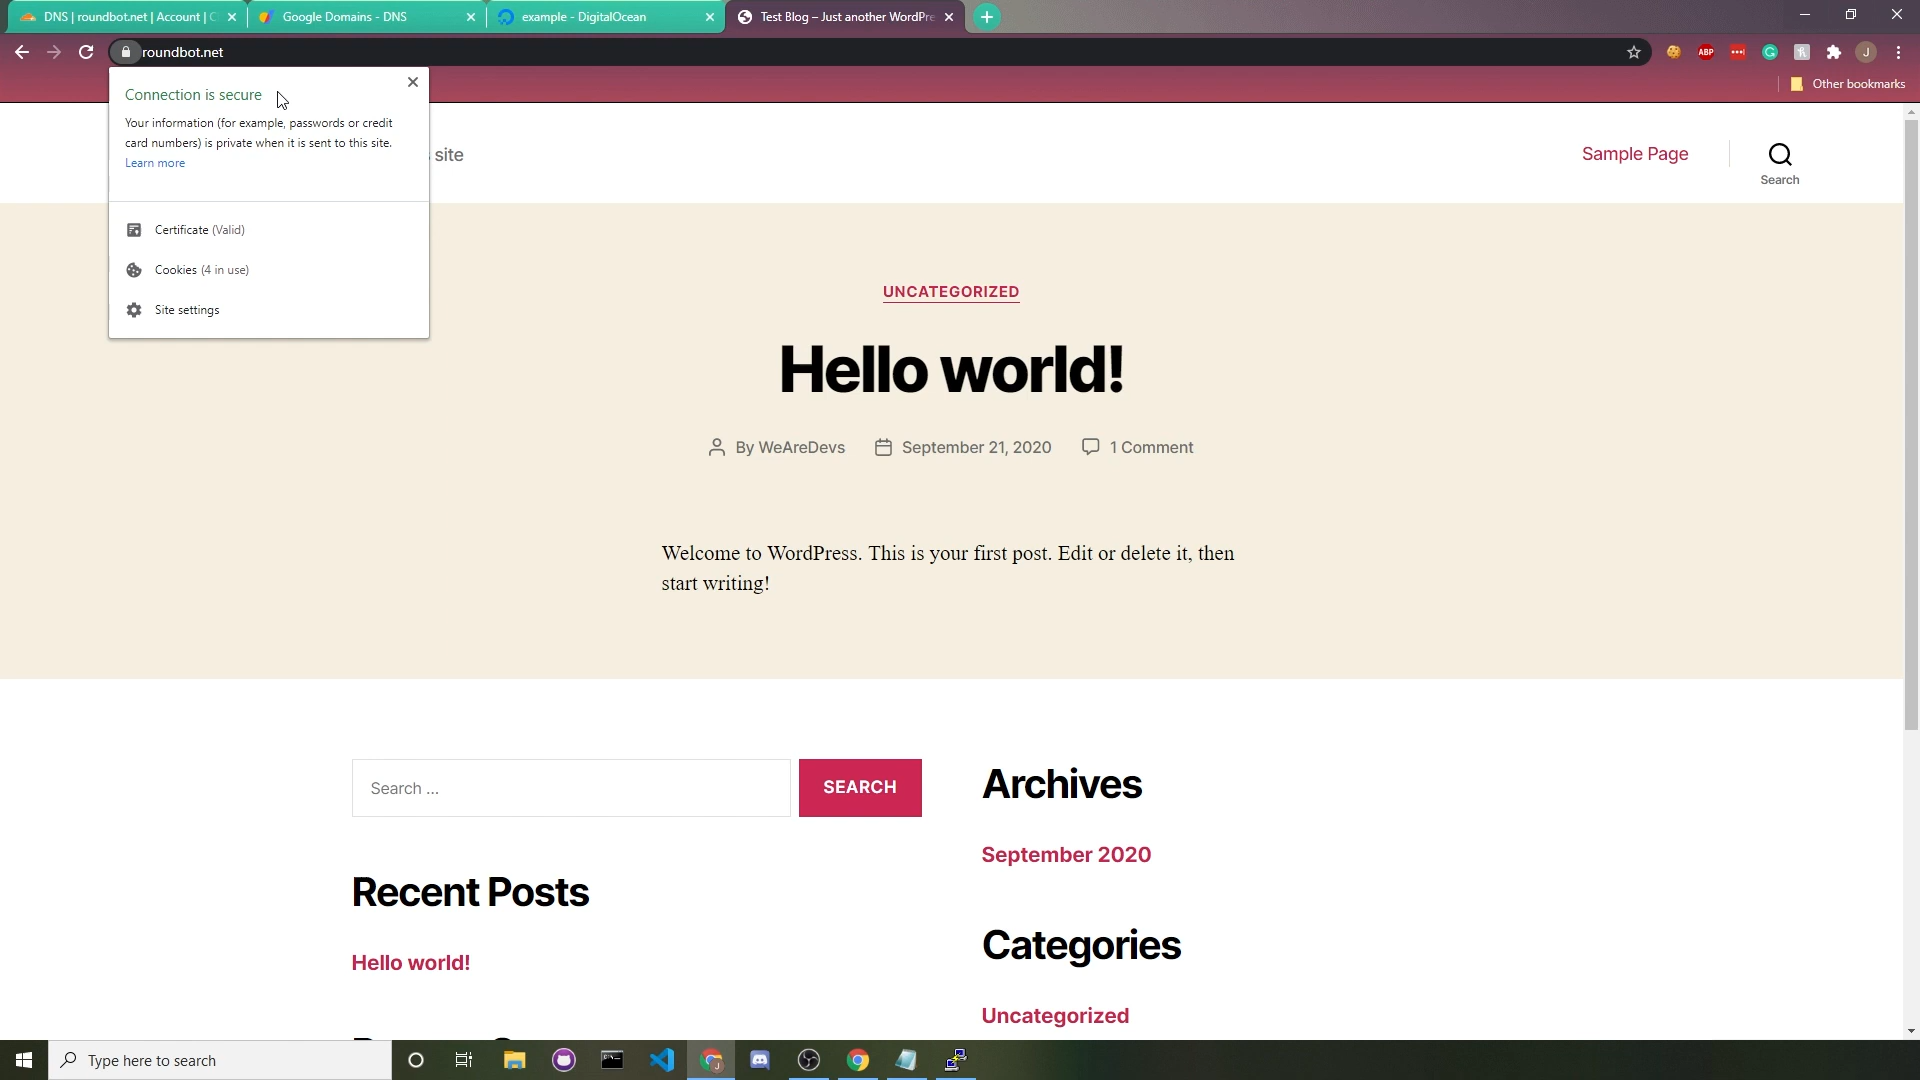 DNS | roundbot.net | Account | C
Google Domains - DNS
example - DigitalOcean
Test Blog – Just another WordPre
roundbot.net
ABP
J
Other bookmarks
Connection is secure
Your information (for example, passwords or credit
card numbers) is private when it is sent to this site.
Learn more
Certificate (Valid)
Cookies (4 in use)
Site settings
site
Sample Page
Search
UNCATEGORIZED
Hello world!
By WeAreDevs
September 21, 2020
1 Comment
Welcome to WordPress. This is your first post. Edit or delete it, then
start writing!
Search …
SEARCH
Archives
September 2020
Recent Posts
Hello world!
Categories
Uncategorized
Type here to search